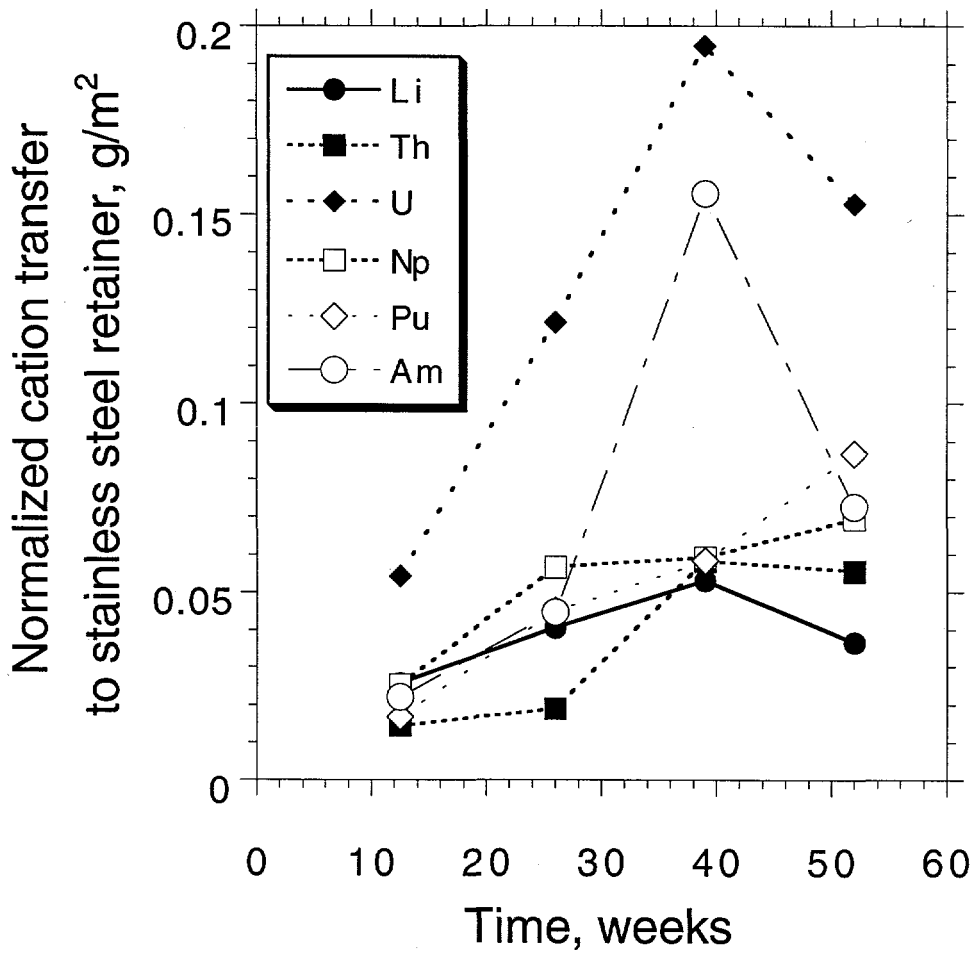 Normalized cation transfer
to stainless steel retainer, g/m²
0.2
0.15
0.1
0.05
0
Li
Th
U
Np
Pu
Am
0 10 20 30 40 50 60
Time, weeks